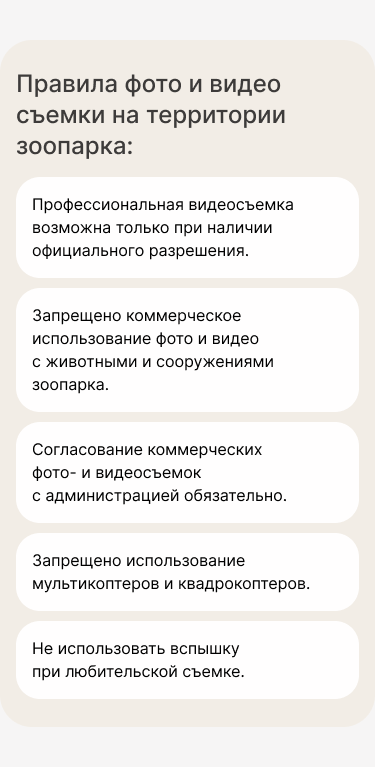 Правила фото и видео
съемки на территории
зоопарка:
Профессиональная видеосъемка
возможна только при наличии
официального разрешения.
Запрещено коммерческое
использование фото и видео
с животными и сооружениями
зоопарка.
Согласование коммерческих
фото- и видеосъемок
с администрацией обязательно.
Запрещено использование
мультикоптеров и квадрокоптеров.
Не использовать вспышку
при любительской съемке.